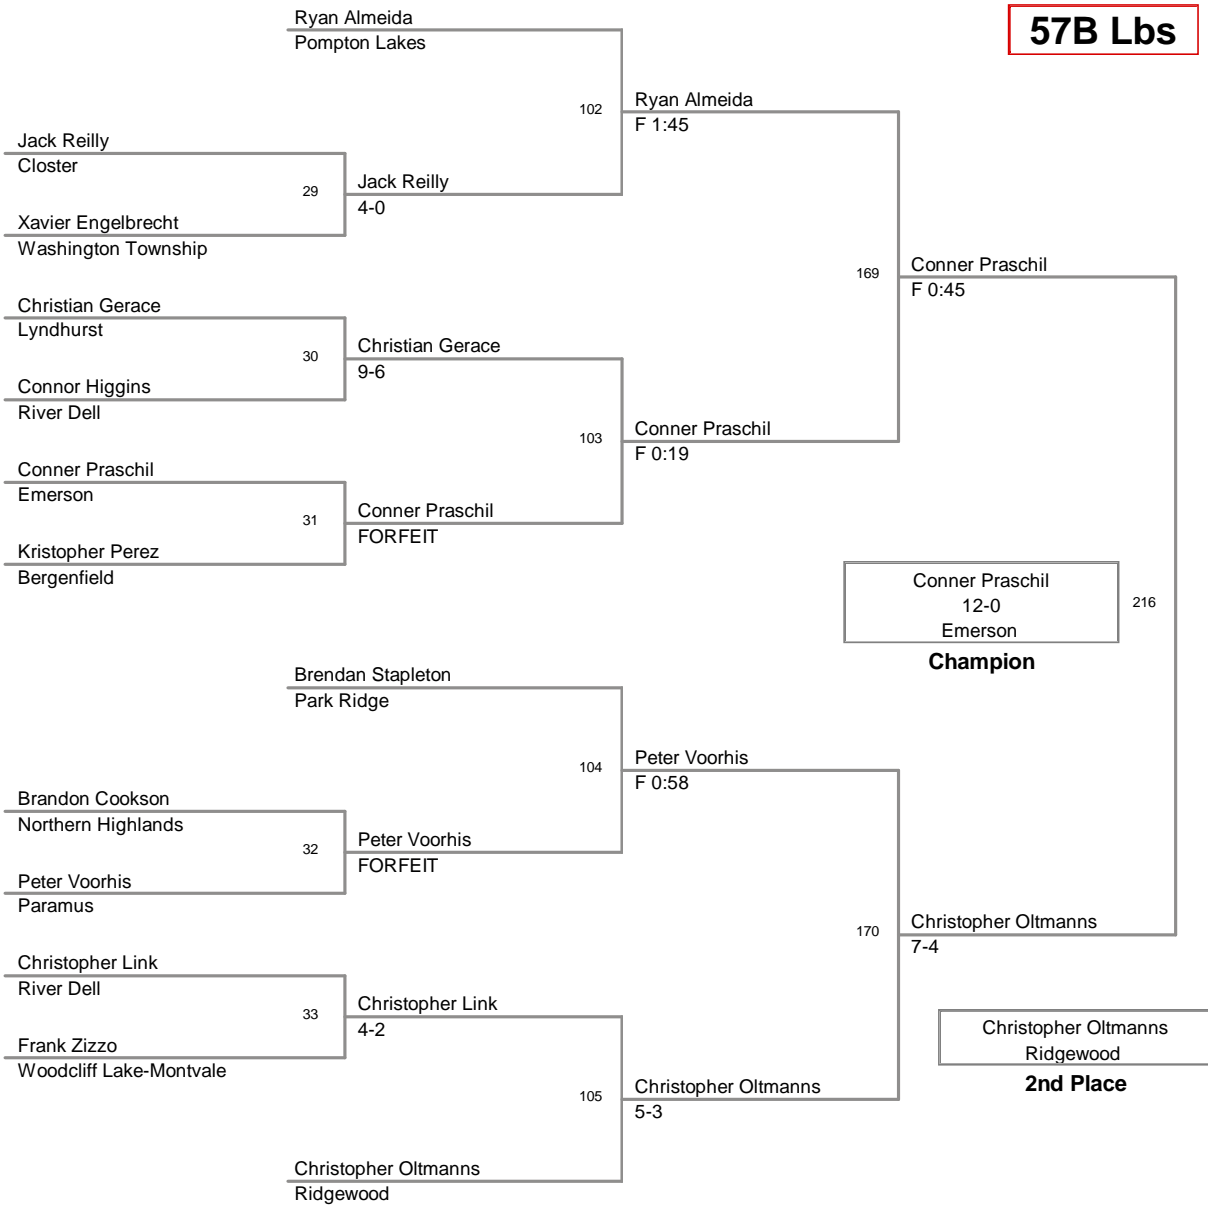 57B Lbs
Ryan Almeida
Pompton Lakes
102
Ryan Almeida
F 1:45
Jack Reilly
Closter
29
Jack Reilly
4-0
Xavier Engelbrecht
Washington Township
169
Conner Praschil
F 0:45
Christian Gerace
Lyndhurst
30
Christian Gerace
9-6
Connor Higgins
River Dell
103
Conner Praschil
F 0:19
Conner Praschil
Emerson
31
Conner Praschil
FORFEIT
Kristopher Perez
Bergenfield
Conner Praschil
12-0
Emerson
216
Champion
Brendan Stapleton
Park Ridge
104
Peter Voorhis
F 0:58
Brandon Cookson
Northern Highlands
32
Peter Voorhis
FORFEIT
Peter Voorhis
Paramus
170
Christopher Oltmanns
7-4
Christopher Link
River Dell
33
Christopher Link
4-2
Frank Zizzo
Woodcliff Lake-Montvale
Christopher Oltmanns
Ridgewood
2nd Place
105
Christopher Oltmanns
5-3
Christopher Oltmanns
Ridgewood